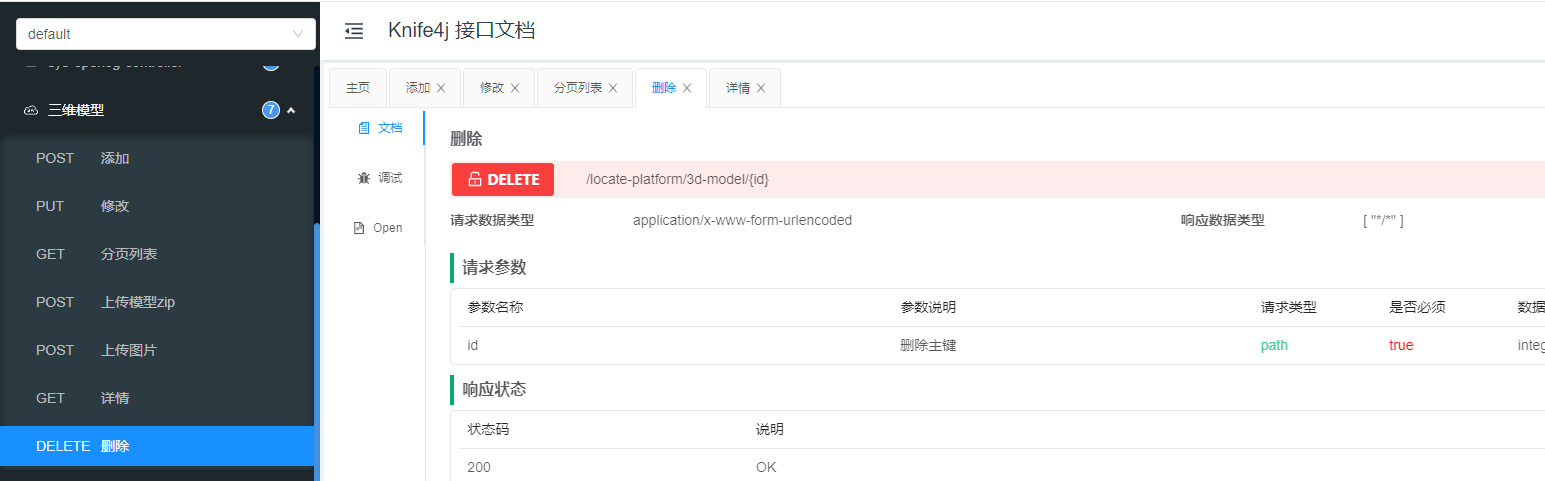 default
Knife4j 接口文档
三维模型 7
POST 添加
PUT 修改
GET 分页列表
POST 上传模型zip
POST 上传图片
GET 详情
DELETE 删除
主页 添加 修改 分页列表 删除 详情
文档
调试
Open
删除
DELETE /locate-platform/3d-model/{id}
请求数据类型 application/x-www-form-urlencoded 响应数据类型 [ "*/*" ]
请求参数
参数名称 参数说明 请求类型 是否必须 数据
id 删除主键 path true integ
响应状态
状态码 说明
200 OK